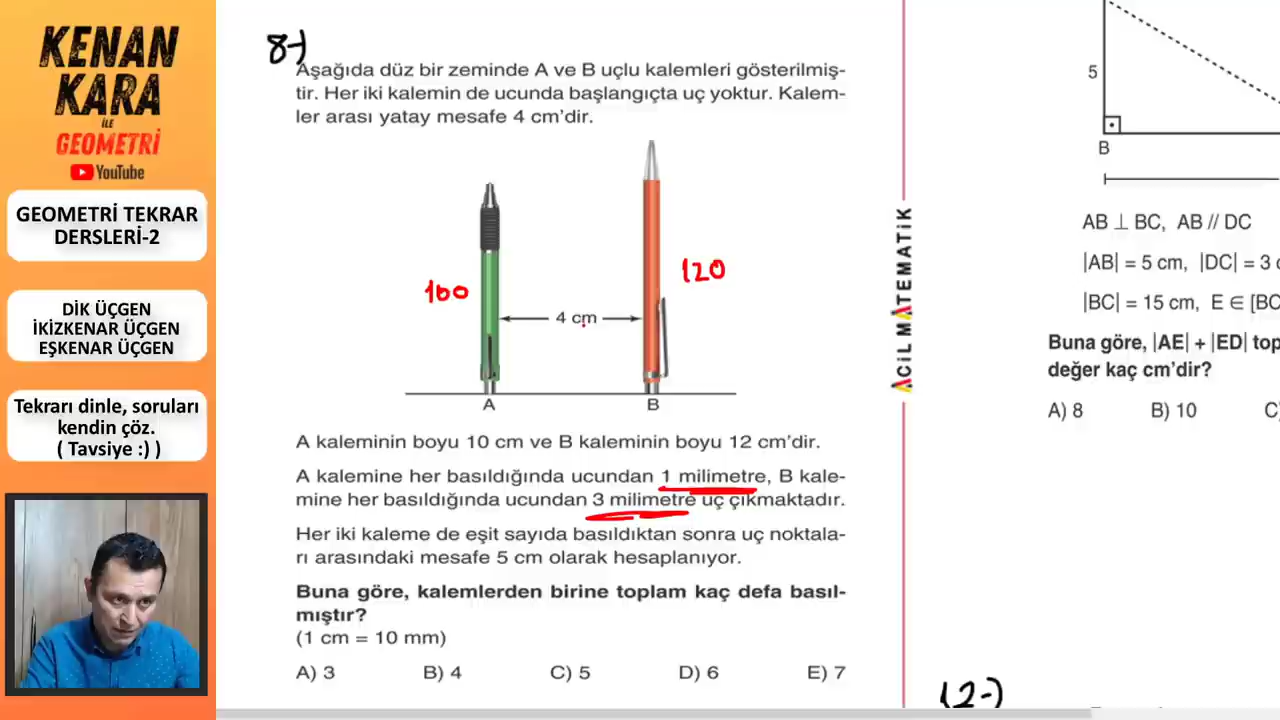 KENAN
KARA
İLE
GEOMETRİ
YouTube
GEOMETRİ TEKRAR
DERSLERİ-2
DİK ÜÇGEN
İKİZKENAR ÜÇGEN
EŞKENAR ÜÇGEN
Tekrarı dinle, soruları
kendin çöz.
( Tavsiye :) )
8-)
Aşağıda düz bir zeminde A ve B uçlu kalemleri gösterilmiş-
tir. Her iki kalemin de ucunda başlangıçta uç yoktur. Kalem-
ler arası yatay mesafe 4 cm'dir.
100
120
4 cm
A
B
A kaleminin boyu 10 cm ve B kaleminin boyu 12 cm'dir.
A kalemine her basıldığında ucundan 1 milimetre, B kale-
mine her basıldığında ucundan 3 milimetre uç çıkmaktadır.
Her iki kaleme de eşit sayıda basıldıktan sonra uç noktala-
rı arasındaki mesafe 5 cm olarak hesaplanıyor.
Buna göre, kalemlerden birine toplam kaç defa basıl-
mıştır?
(1 cm = 10 mm)
A) 3 B) 4 C) 5 D) 6 E) 7
ACİL MATEMATİK
5
B
AB ⊥ BC, AB // DC
|AB| = 5 cm, |DC| = 3 c
|BC| = 15 cm, E ∈ [BC
Buna göre, |AE| + |ED| top
değer kaç cm'dir?
A) 8 B) 10 C)
12-)